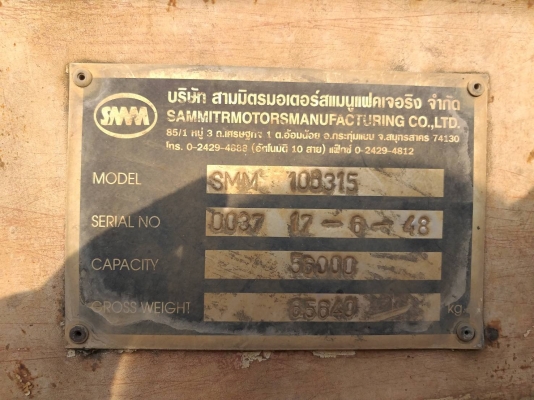 SMM
บริษัท สามมิตรมอเตอร์สแมนูแฟคเจอริง จำกัด
SAMMITRMOTORSMANUFACTURING CO.,LTD.
85/1 หมู่ 3 ถ.เศรษฐกิจ 1 ต.อ้อมน้อย อ.กระทุ่มแบน จ.สมุทรสาคร 74130
โทร. 0-2429-4888 (อัตโนมัติ 10 สาย) แฟ็กซ์ 0-2429-4812
MODEL SMM 108315
SERIAL NO 0037 17-6-48
CAPACITY 56000
GROSS WEIGHT 65640 Kg